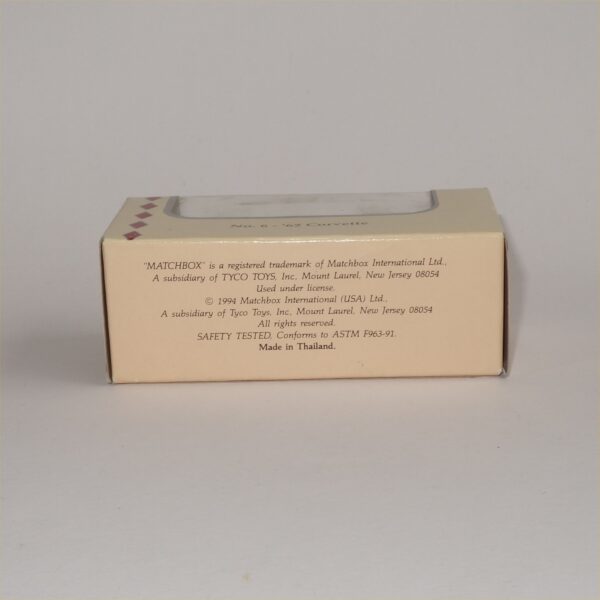 No. 6 - '62 Corvette
"MATCHBOX" is a registered trademark of Matchbox International Ltd.,
A subsidiary of TYCO TOYS, Inc, Mount Laurel, New Jersey 08054
Used under license.
© 1994 Matchbox International (USA) Ltd.,
A subsidiary of Tyco Toys, Inc, Mount Laurel, New Jersey 08054
All rights reserved.
SAFETY TESTED. Conforms to ASTM F963-91.
Made in Thailand.